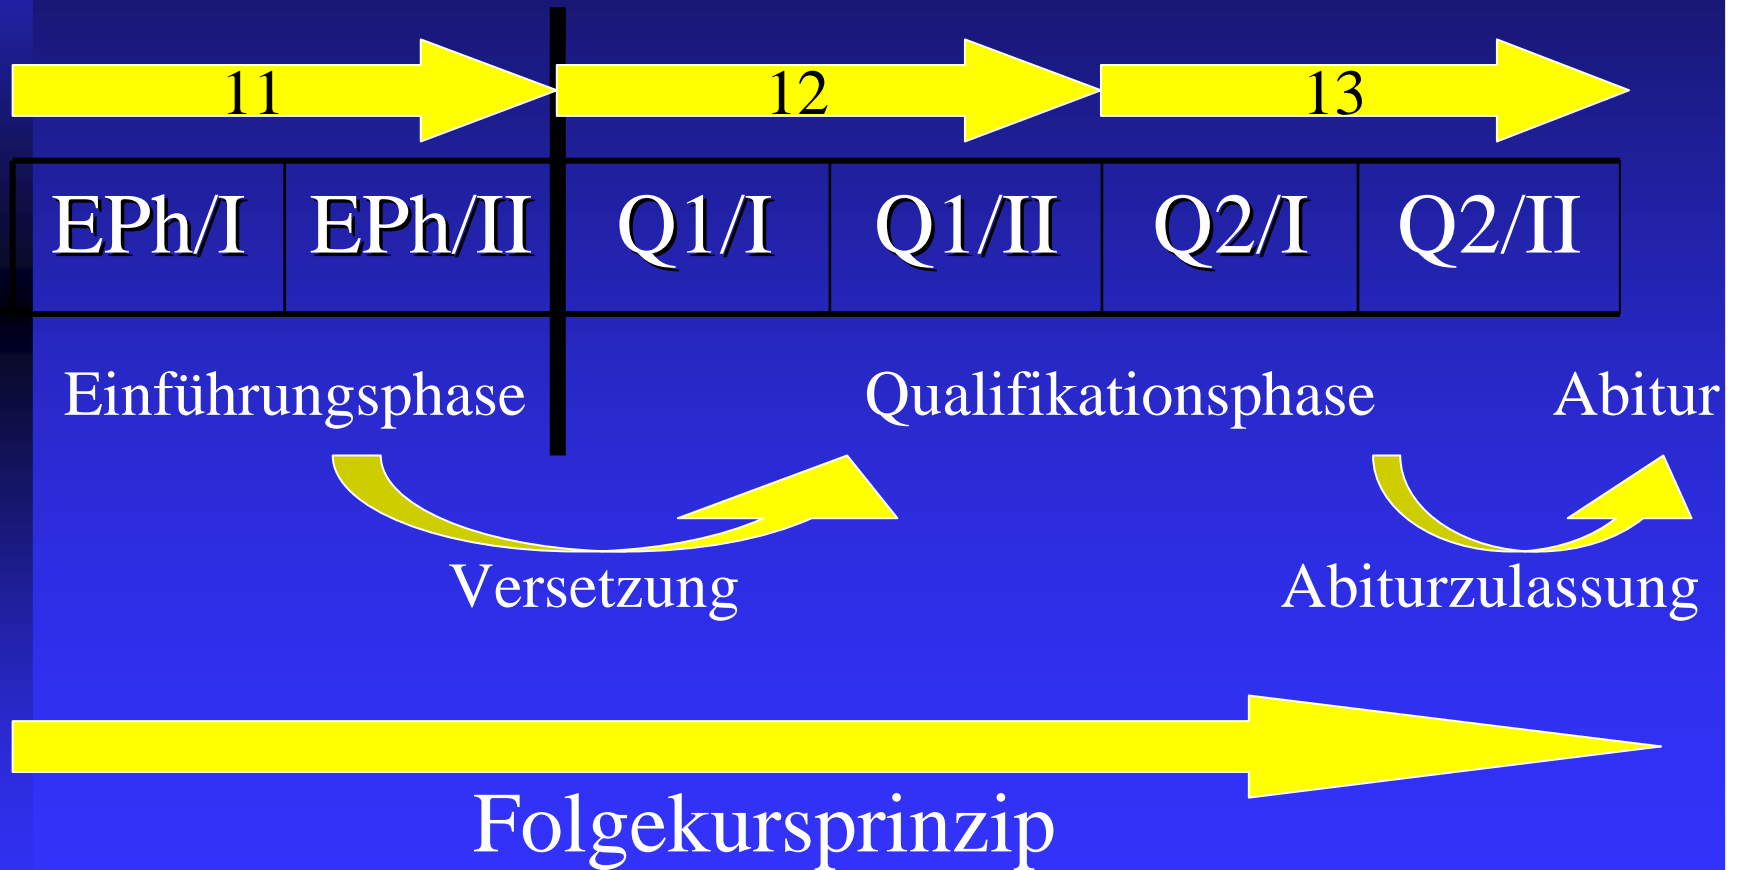 11 12 13
EPh/I EPh/II Q1/I Q1/II Q2/I Q2/II
Einführungsphase Qualifikationsphase Abitur
Versetzung Abiturzulassung
Folgekursprinzip